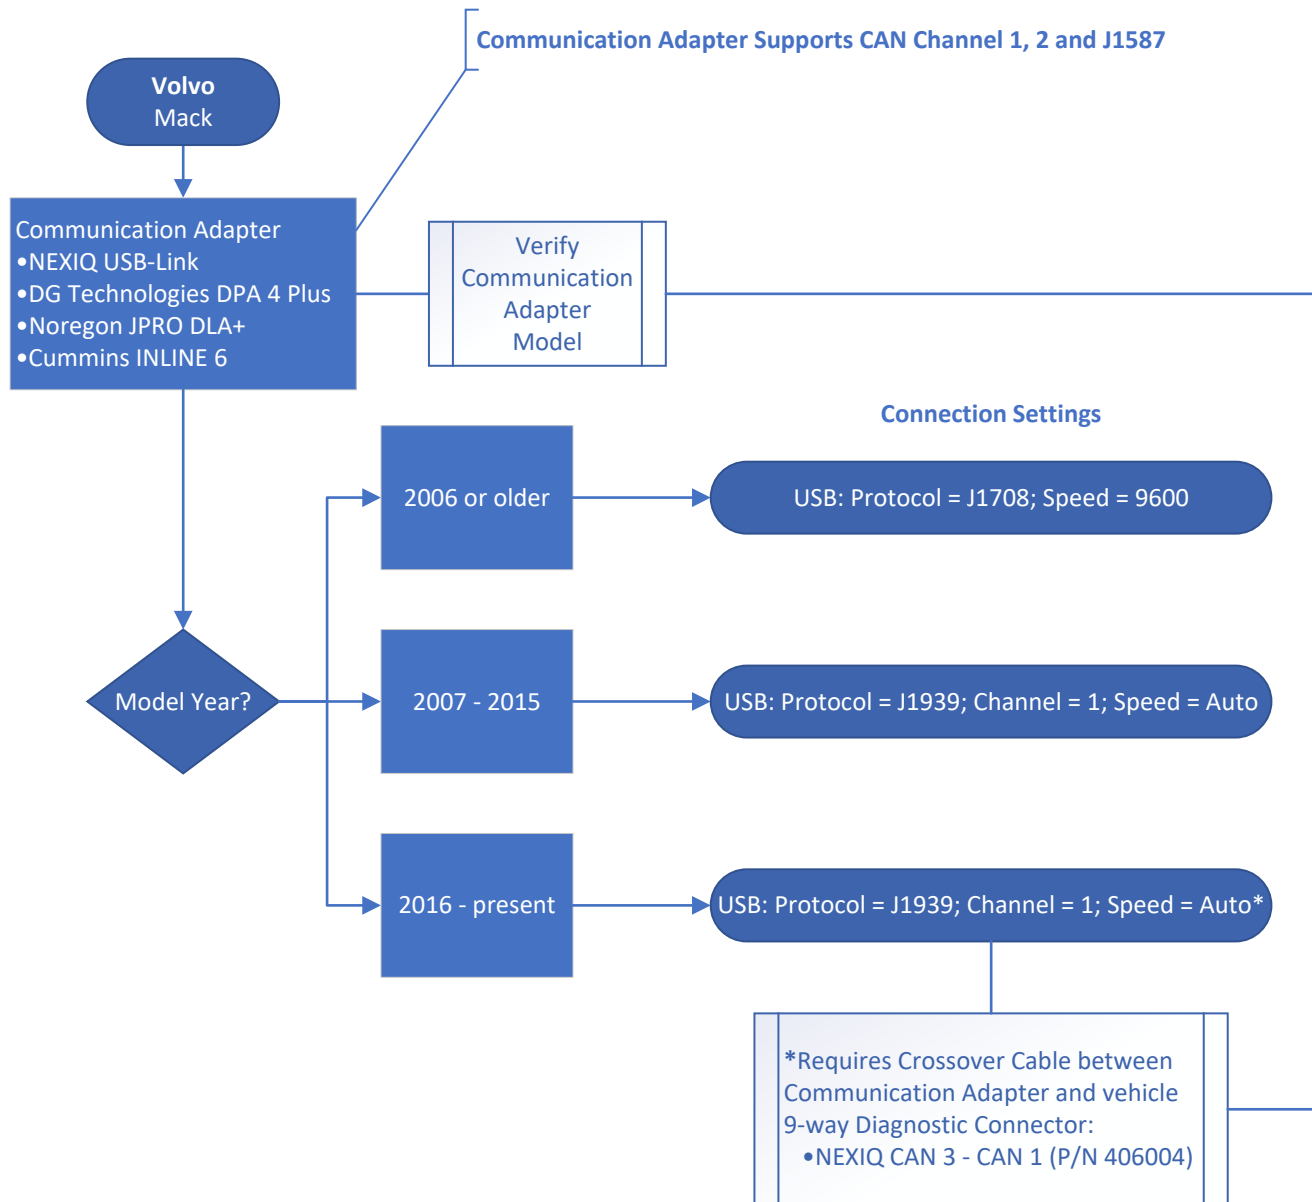 Communication Adapter Supports CAN Channel 1, 2 and J1587
Volvo
Mack
Communication Adapter
•NEXIQ USB-Link
•DG Technologies DPA 4 Plus
•Noregon JPRO DLA+
•Cummins INLINE 6
Verify
Communication
Adapter
Model
Connection Settings
2006 or older
USB: Protocol = J1708; Speed = 9600
Model Year?
2007 - 2015
USB: Protocol = J1939; Channel = 1; Speed = Auto
2016 - present
USB: Protocol = J1939; Channel = 1; Speed = Auto*
*Requires Crossover Cable between
Communication Adapter and vehicle
9-way Diagnostic Connector:
•NEXIQ CAN 3 - CAN 1 (P/N 406004)